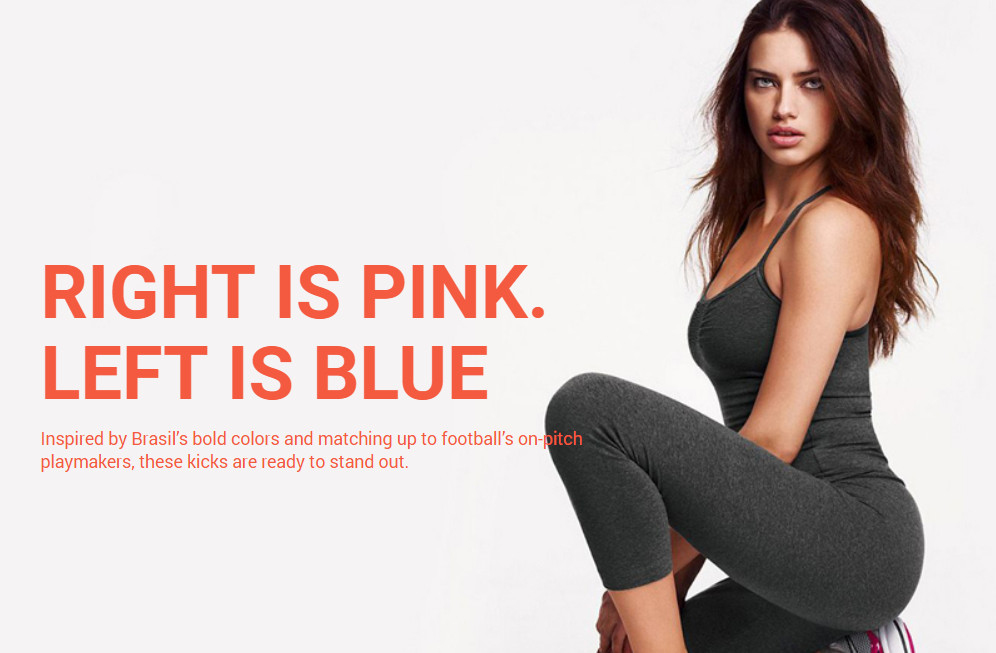 RIGHT IS PINK.
LEFT IS BLUE
Inspired by Brasil’s bold colors and matching up to football’s on-pitch
playmakers, these kicks are ready to stand out.